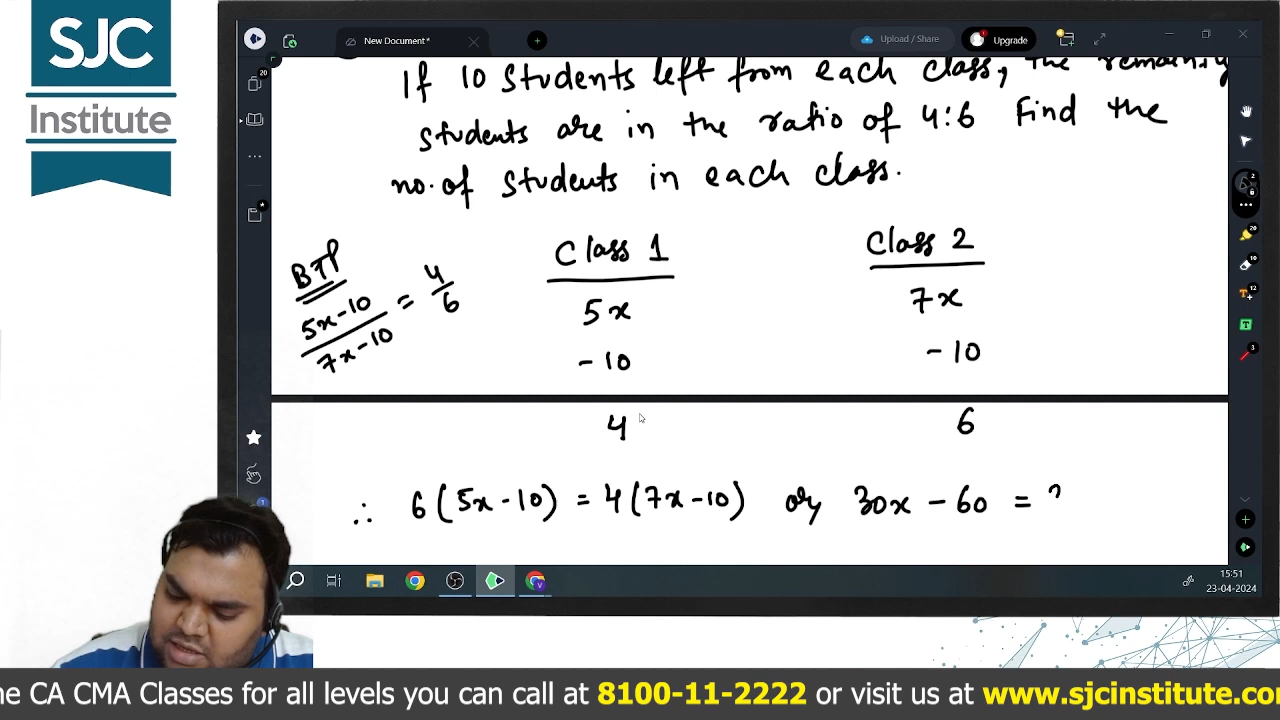 SJC
Institute
New Document*
Upload / Share
Upgrade
If 10 Students left from each class, the remaining
students are in the ratio of 4:6 Find the
no. of Students in each class.
BTP
5x-10 / 7x-10 = 4/6
Class 1
Class 2
5x
7x
-10
-10
4
6
∴ 6(5x-10) = 4(7x-10) or, 30x - 60 =
15:51
23-04-2024
ne CA CMA Classes for all levels you can call at 8100-11-2222 or visit us at www.sjcinstitute.co